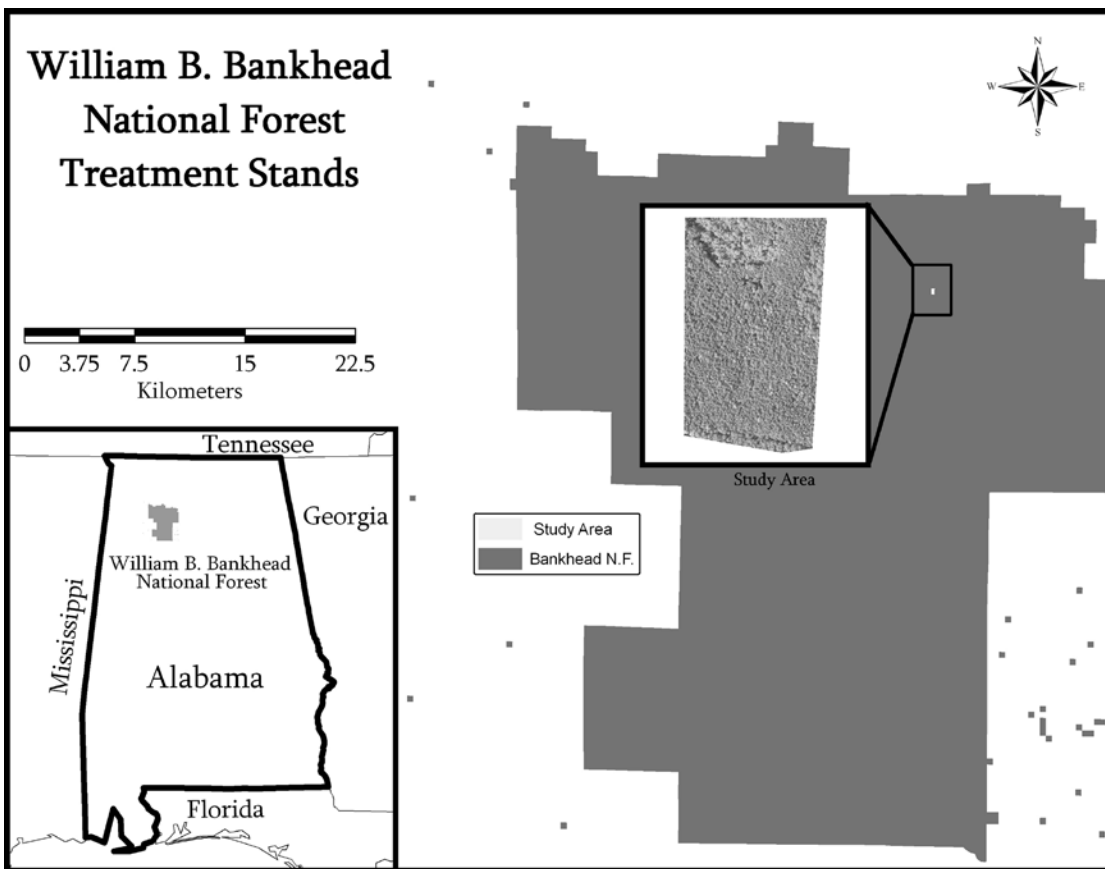 William B. Bankhead
National Forest
Treatment Stands
N
W
E
S
0 3.75 7.5 15 22.5
Kilometers
Study Area
Study Area
Bankhead N.F.
Tennessee
Georgia
William B. Bankhead
National Forest
Mississippi
Alabama
Florida